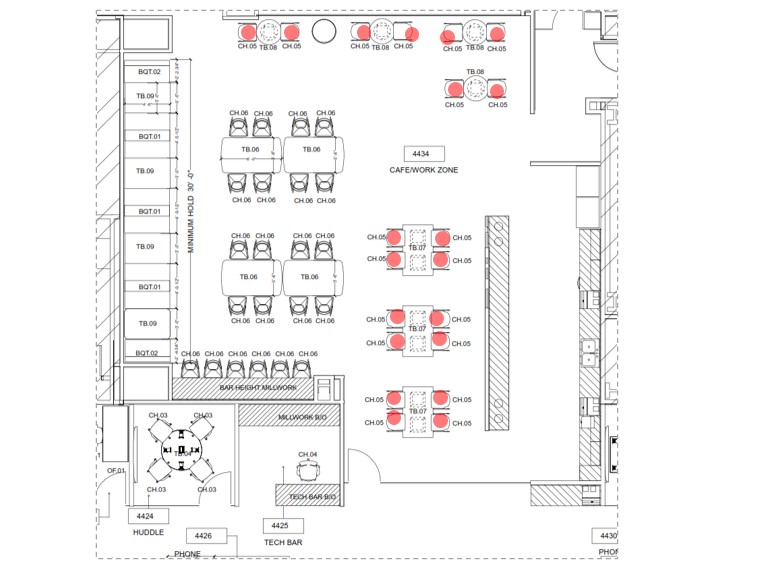 CH.05 TB.08 CH.05
CH.05 TB.08 CH.05
CH.05 TB.08 CH.05
TB.08
CH.05 CH.05
BQT.02
TB.09
BQT.01
TB.09
BQT.01
TB.09
BQT.01
TB.09
BQT.02
MINIMUM HOLD 30'-0"
CH.06 CH.06 CH.06 CH.06
TB.06 TB.06
CH.06 CH.06 CH.06 CH.06
4434
CAFE/WORK ZONE
CH.06 CH.06 CH.06 CH.06
TB.06 TB.06
CH.06 CH.06 CH.06 CH.06
CH.05 CH.05
TB.07
CH.05 CH.05
CH.05 CH.05
TB.07
CH.05 CH.05
CH.05 CH.05
TB.07
CH.05 CH.05
CH.06 CH.06 CH.06 CH.06 CH.06 CH.06
BAR HEIGHT MILLWORK
MILLWORK B/O
CH.03 CH.03
TB.04
CH.03 CH.03
OF.01
CH.04
TECH BAR B/O
4424
HUDDLE
4426
PHONE
4425
TECH BAR
4430
PHO